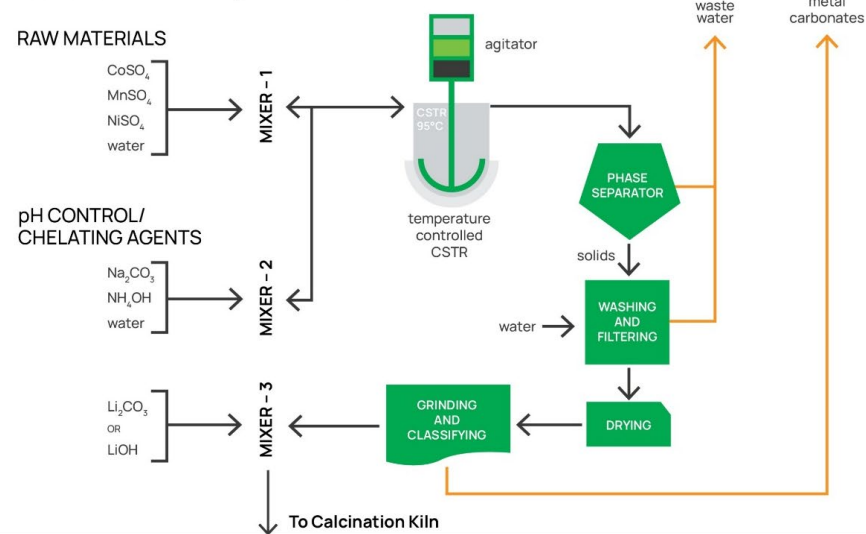 waste
water
metal
carbonates
RAW MATERIALS
CoSO₄
MnSO₄
NiSO₄
water
MIXER – 1
agitator
CSTR
95°C
temperature
controlled
CSTR
PHASE
SEPARATOR
solids
pH CONTROL/
CHELATING AGENTS
Na₂CO₃
NH₄OH
water
MIXER – 2
water
WASHING
AND
FILTERING
DRYING
GRINDING
AND
CLASSIFYING
MIXER – 3
Li₂CO₃
OR
LiOH
To Calcination Kiln